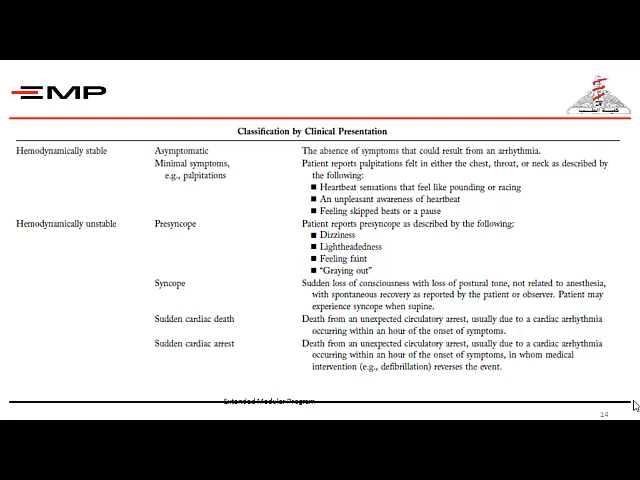 EMP
كلية الطب
Classification by Clinical Presentation
Hemodynamically stable Asymptomatic The absence of symptoms that could result from an arrhythmia.
Minimal symptoms, Patient reports palpitations felt in either the chest, throat, or neck as described by
e.g., palpitations the following:
■ Heartbeat sensations that feel like pounding or racing
■ An unpleasant awareness of heartbeat
■ Feeling skipped beats or a pause
Hemodynamically unstable Presyncope Patient reports presyncope as described by the following:
■ Dizziness
■ Lightheadedness
■ Feeling faint
■ “Graying out”
Syncope Sudden loss of consciousness with loss of postural tone, not related to anesthesia,
with spontaneous recovery as reported by the patient or observer. Patient may
experience syncope when supine.
Sudden cardiac death Death from an unexpected circulatory arrest, usually due to a cardiac arrhythmia
occurring within an hour of the onset of symptoms.
Sudden cardiac arrest Death from an unexpected circulatory arrest, usually due to a cardiac arrhythmia
occurring within an hour of the onset of symptoms, in whom medical
intervention (e.g., defibrillation) reverses the event.
Extended Modular Program
14